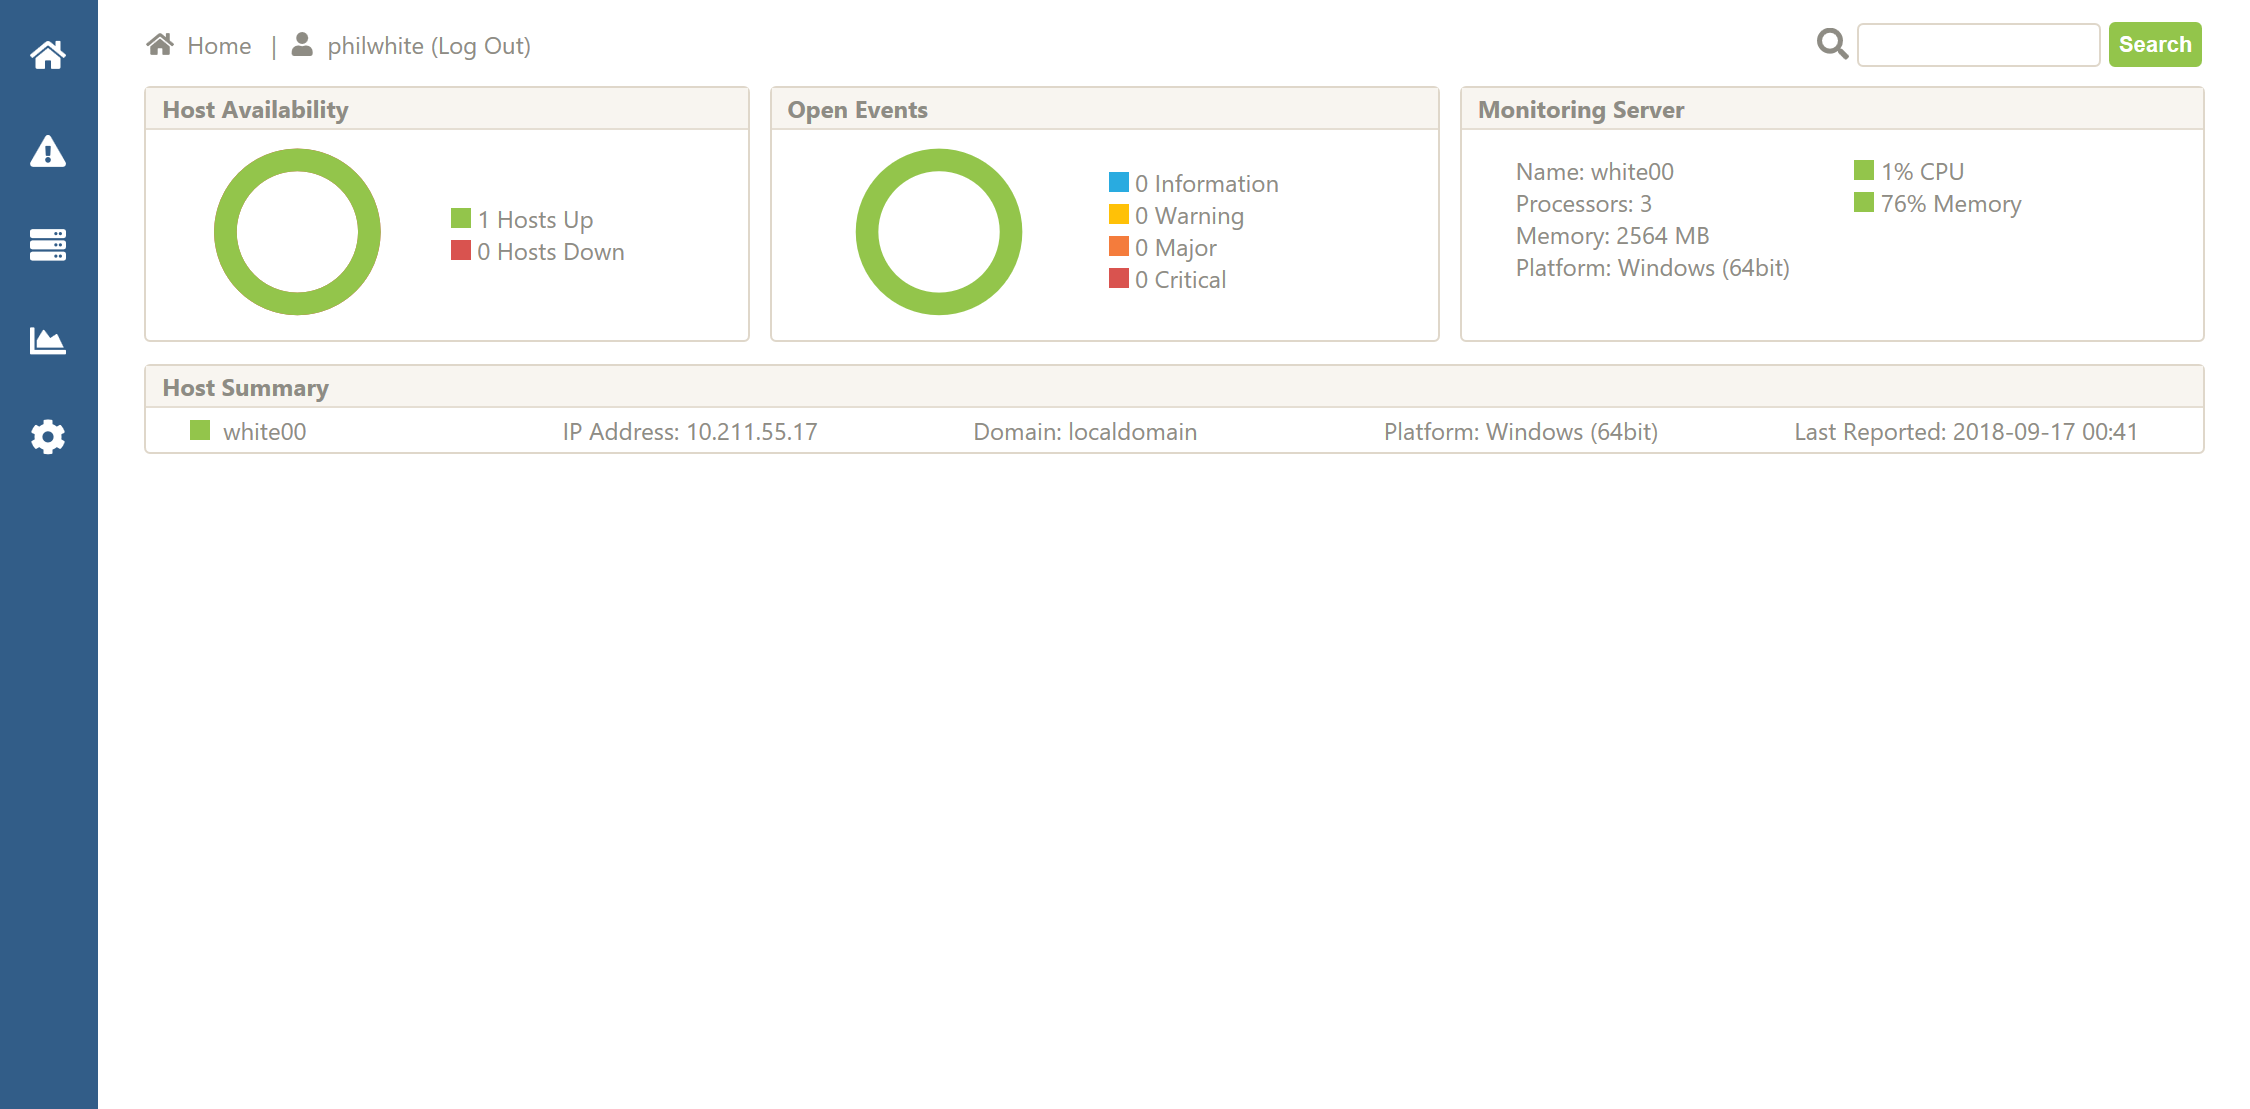 Home | philwhite (Log Out)
Search
Host Availability
1 Hosts Up
0 Hosts Down
Open Events
0 Information
0 Warning
0 Major
0 Critical
Monitoring Server
Name: white00
Processors: 3
Memory: 2564 MB
Platform: Windows (64bit)
1% CPU
76% Memory
Host Summary
white00 IP Address: 10.211.55.17 Domain: localdomain Platform: Windows (64bit) Last Reported: 2018-09-17 00:41